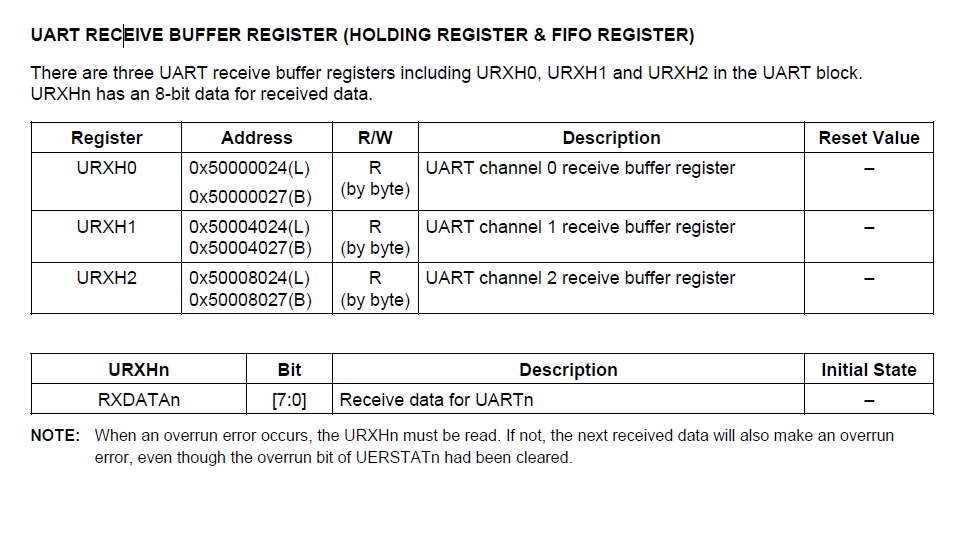 UART RECEIVE BUFFER REGISTER (HOLDING REGISTER & FIFO REGISTER)
There are three UART receive buffer registers including URXH0, URXH1 and URXH2 in the UART block.
URXHn has an 8-bit data for received data.
Register Address R/W Description Reset Value
URXH0 0x50000024(L) R UART channel 0 receive buffer register –
0x50000027(B) (by byte)
URXH1 0x50004024(L) R UART channel 1 receive buffer register –
0x50004027(B) (by byte)
URXH2 0x50008024(L) R UART channel 2 receive buffer register –
0x50008027(B) (by byte)
URXHn Bit Description Initial State
RXDATAn [7:0] Receive data for UARTn –
NOTE: When an overrun error occurs, the URXHn must be read. If not, the next received data will also make an overrun
error, even though the overrun bit of UERSTATn had been cleared.